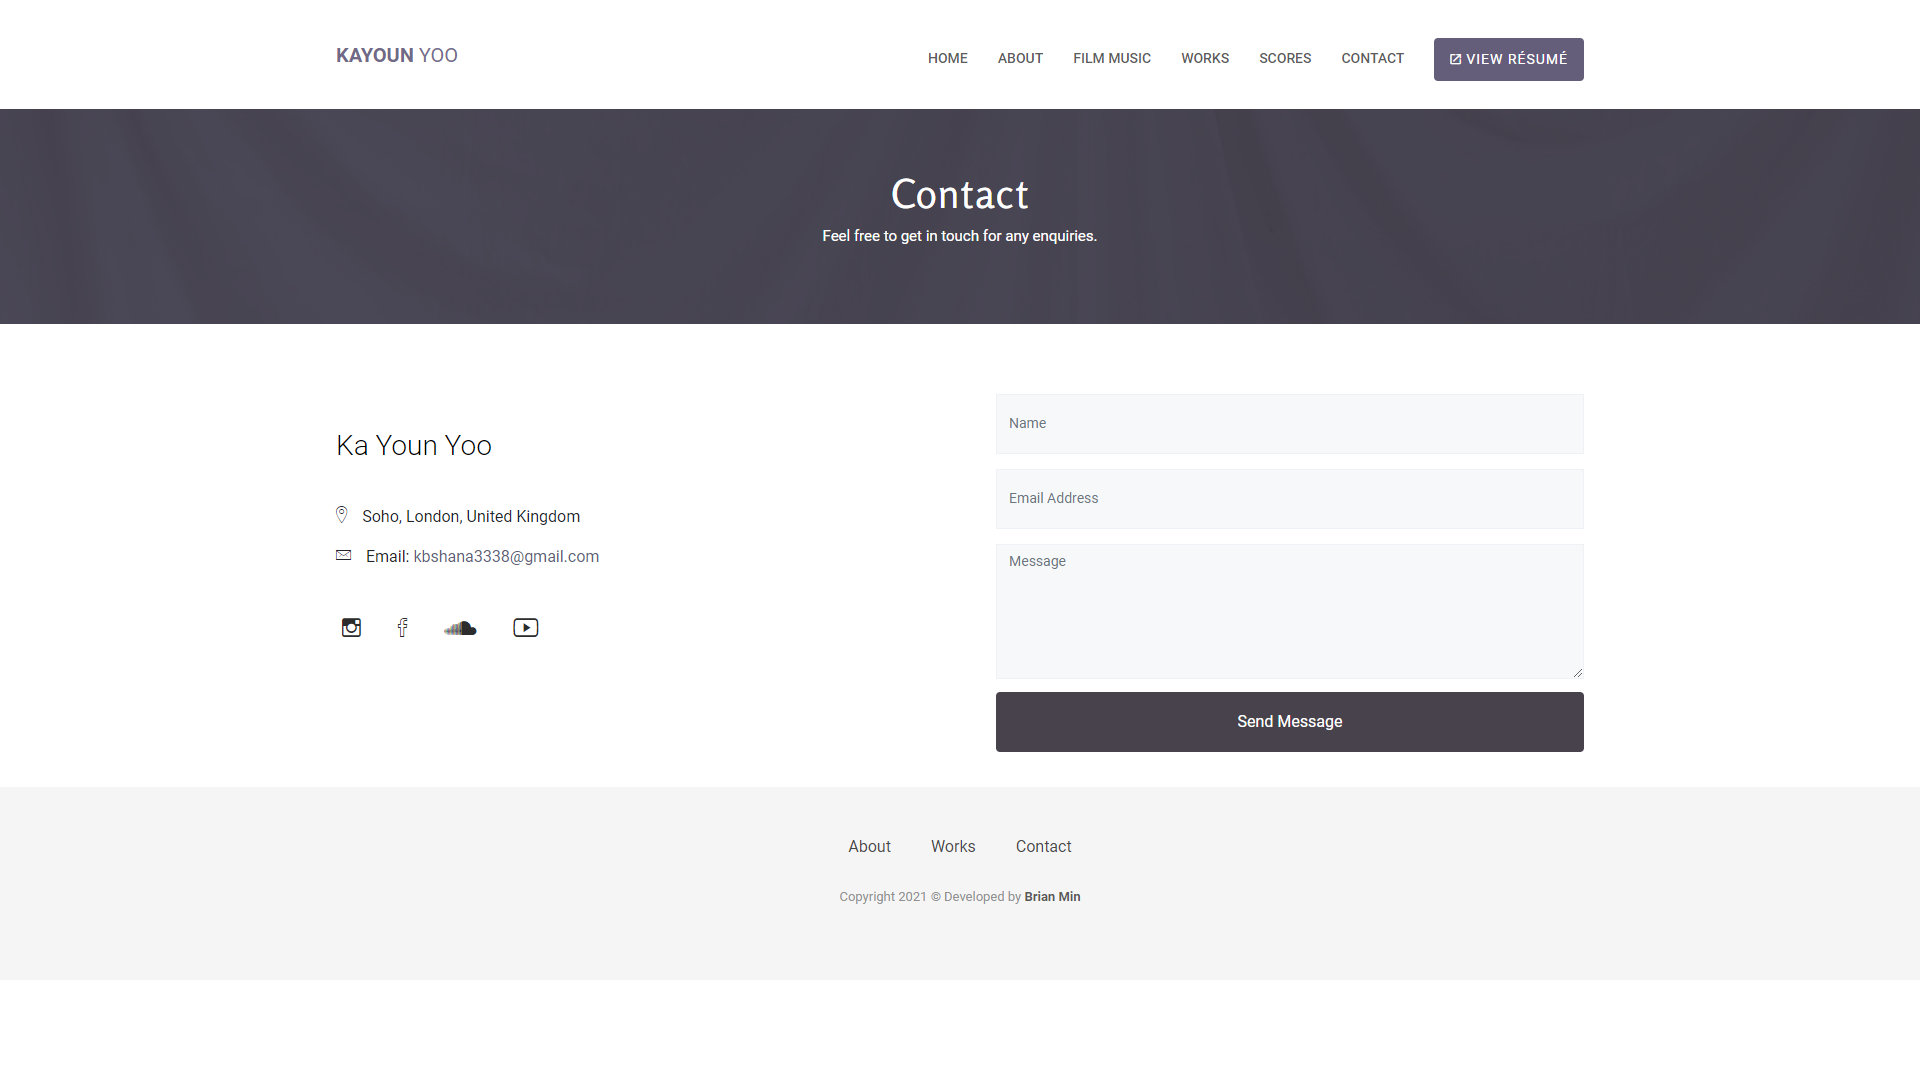 KAYOUN YOO
HOME ABOUT FILM MUSIC WORKS SCORES CONTACT VIEW RÉSUMÉ
Contact
Feel free to get in touch for any enquiries.
Ka Youn Yoo
Soho, London, United Kingdom
Email: kbshana3338@gmail.com
Name
Email Address
Message
Send Message
About Works Contact
Copyright 2021 © Developed by Brian Min